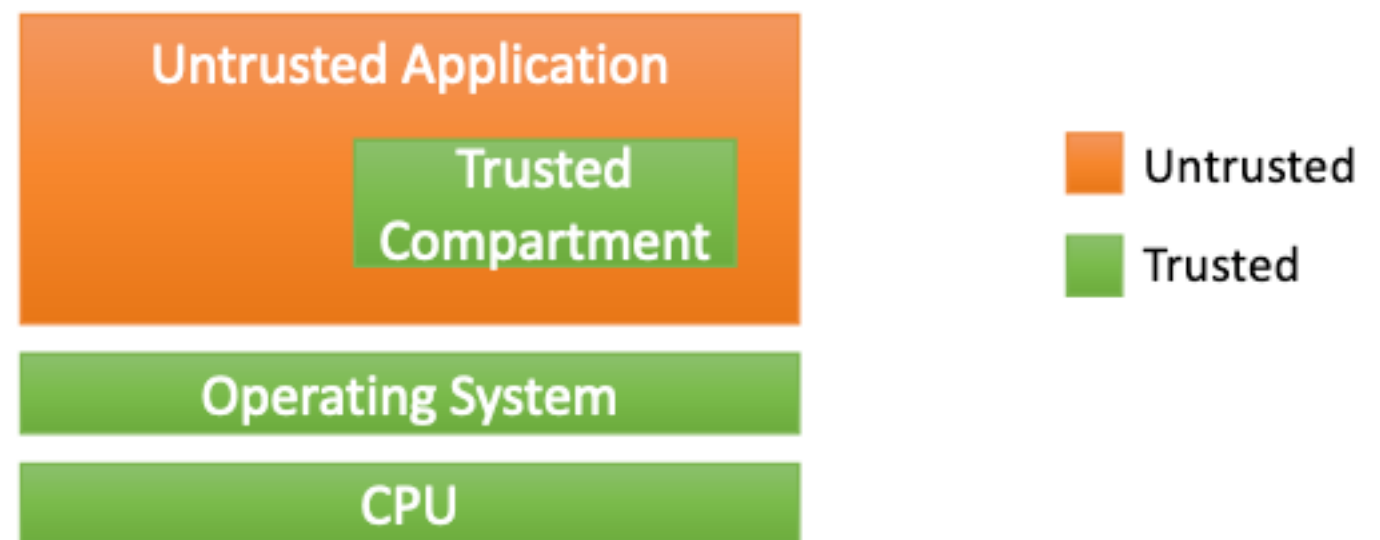 Untrusted Application
Trusted
Compartment
Operating System
CPU
Untrusted
Trusted